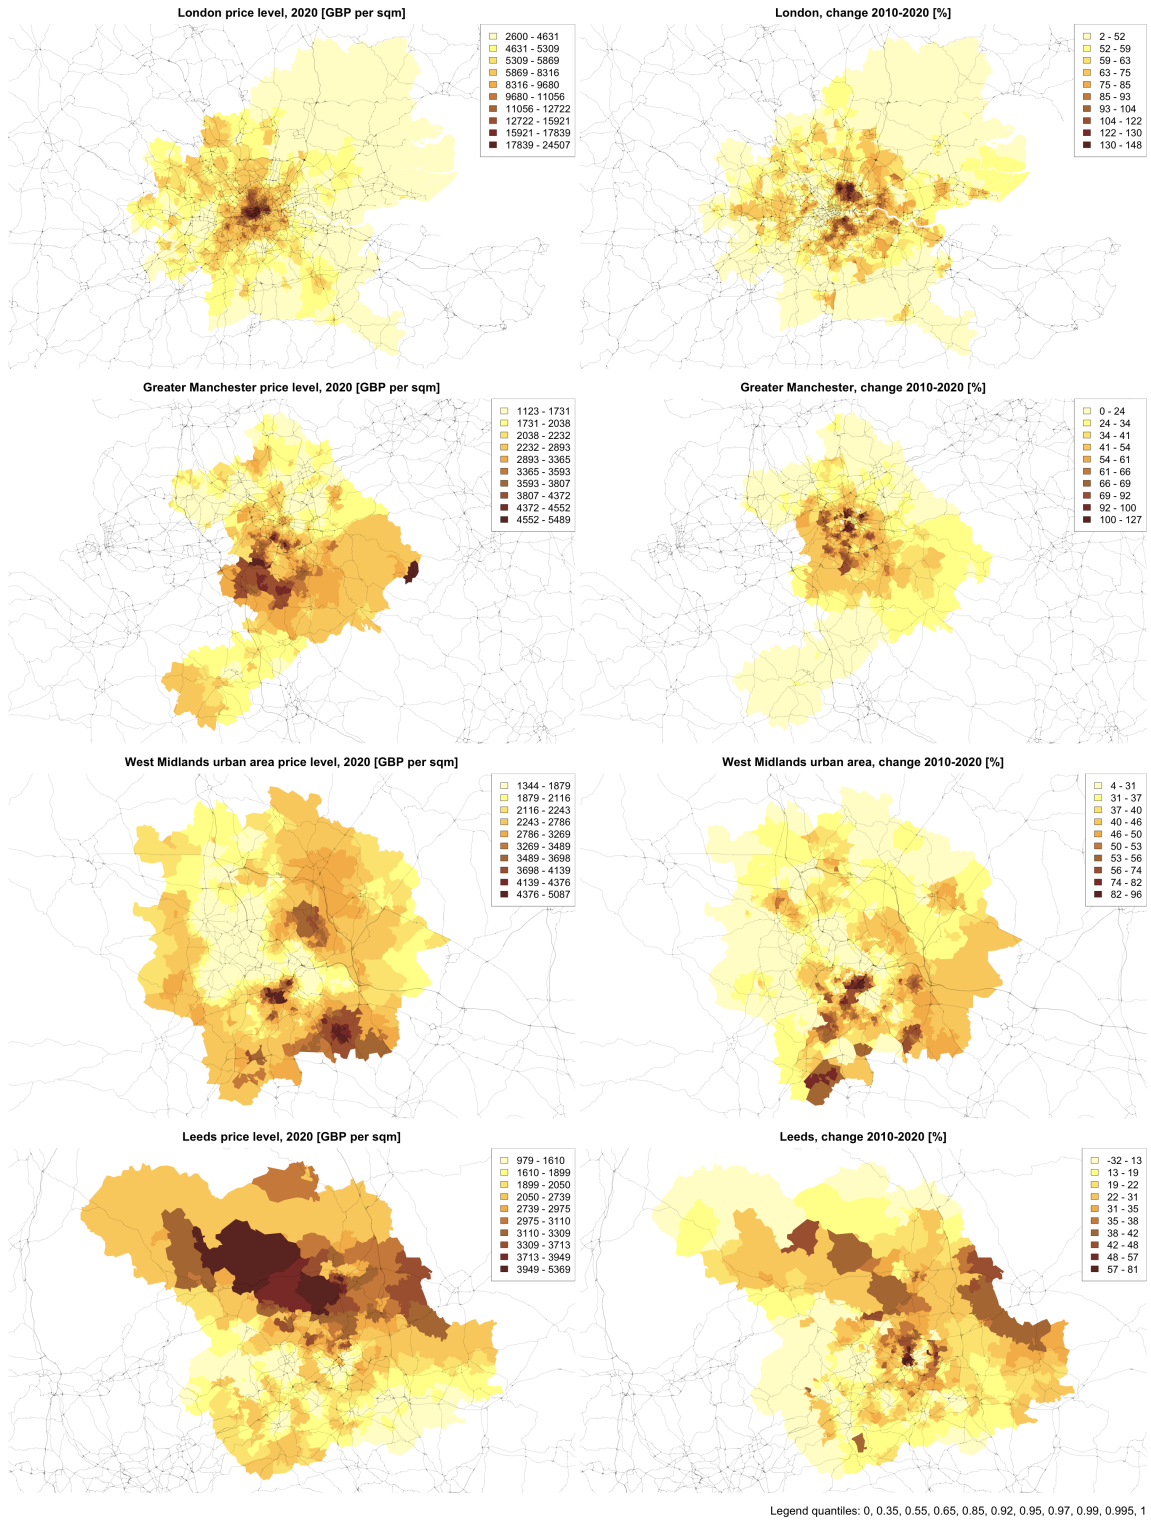 London price level, 2020 [GBP per sqm]
2600 - 4631
4631 - 5309
5309 - 5869
5869 - 8316
8316 - 9680
9680 - 11056
11056 - 12722
12722 - 15921
15921 - 17839
17839 - 24507
London, change 2010-2020 [%]
2 - 52
52 - 59
59 - 63
63 - 75
75 - 85
85 - 93
93 - 104
104 - 122
122 - 130
130 - 148
Greater Manchester price level, 2020 [GBP per sqm]
1123 - 1731
1731 - 2038
2038 - 2232
2232 - 2893
2893 - 3365
3365 - 3593
3593 - 3807
3807 - 4372
4372 - 4552
4552 - 5489
Greater Manchester, change 2010-2020 [%]
0 - 24
24 - 34
34 - 41
41 - 54
54 - 61
61 - 66
66 - 69
69 - 92
92 - 100
100 - 127
West Midlands urban area price level, 2020 [GBP per sqm]
1344 - 1879
1879 - 2116
2116 - 2243
2243 - 2786
2786 - 3269
3269 - 3489
3489 - 3698
3698 - 4139
4139 - 4376
4376 - 5087
West Midlands urban area, change 2010-2020 [%]
4 - 31
31 - 37
37 - 40
40 - 46
46 - 50
50 - 53
53 - 56
56 - 74
74 - 82
82 - 96
Leeds price level, 2020 [GBP per sqm]
979 - 1610
1610 - 1899
1899 - 2050
2050 - 2739
2739 - 2975
2975 - 3110
3110 - 3309
3309 - 3713
3713 - 3949
3949 - 5369
Leeds, change 2010-2020 [%]
-32 - 13
13 - 19
19 - 22
22 - 31
31 - 35
35 - 38
38 - 42
42 - 48
48 - 57
57 - 81
Legend quantiles: 0, 0.35, 0.55, 0.65, 0.85, 0.92, 0.95, 0.97, 0.99, 0.995, 1